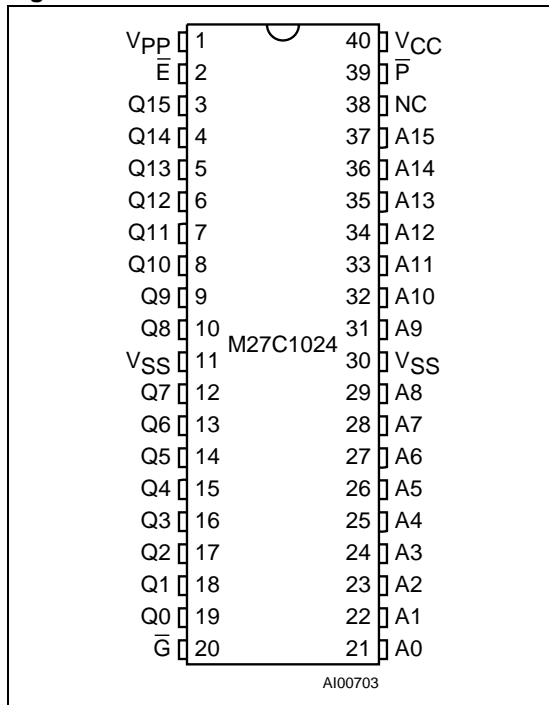 VPP 1 40 VCC
E̅ 2 39 P̅
Q15 3 38 NC
Q14 4 37 A15
Q13 5 36 A14
Q12 6 35 A13
Q11 7 34 A12
Q10 8 33 A11
Q9 9 32 A10
Q8 10 31 A9
M27C1024
VSS 11 30 VSS
Q7 12 29 A8
Q6 13 28 A7
Q5 14 27 A6
Q4 15 26 A5
Q3 16 25 A4
Q2 17 24 A3
Q1 18 23 A2
Q0 19 22 A1
G̅ 20 21 A0
AI00703